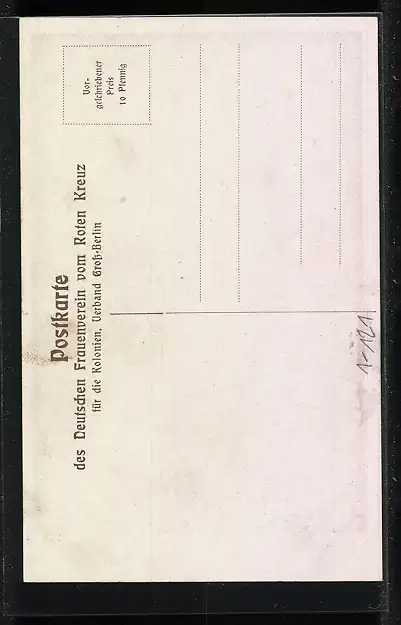 Postkarte
des Deutschen Frauenverein vom Roten Kreuz
für die Kolonien, Verband Groß-Berlin
Vor-
geschriebener
Preis
10 Pfennig